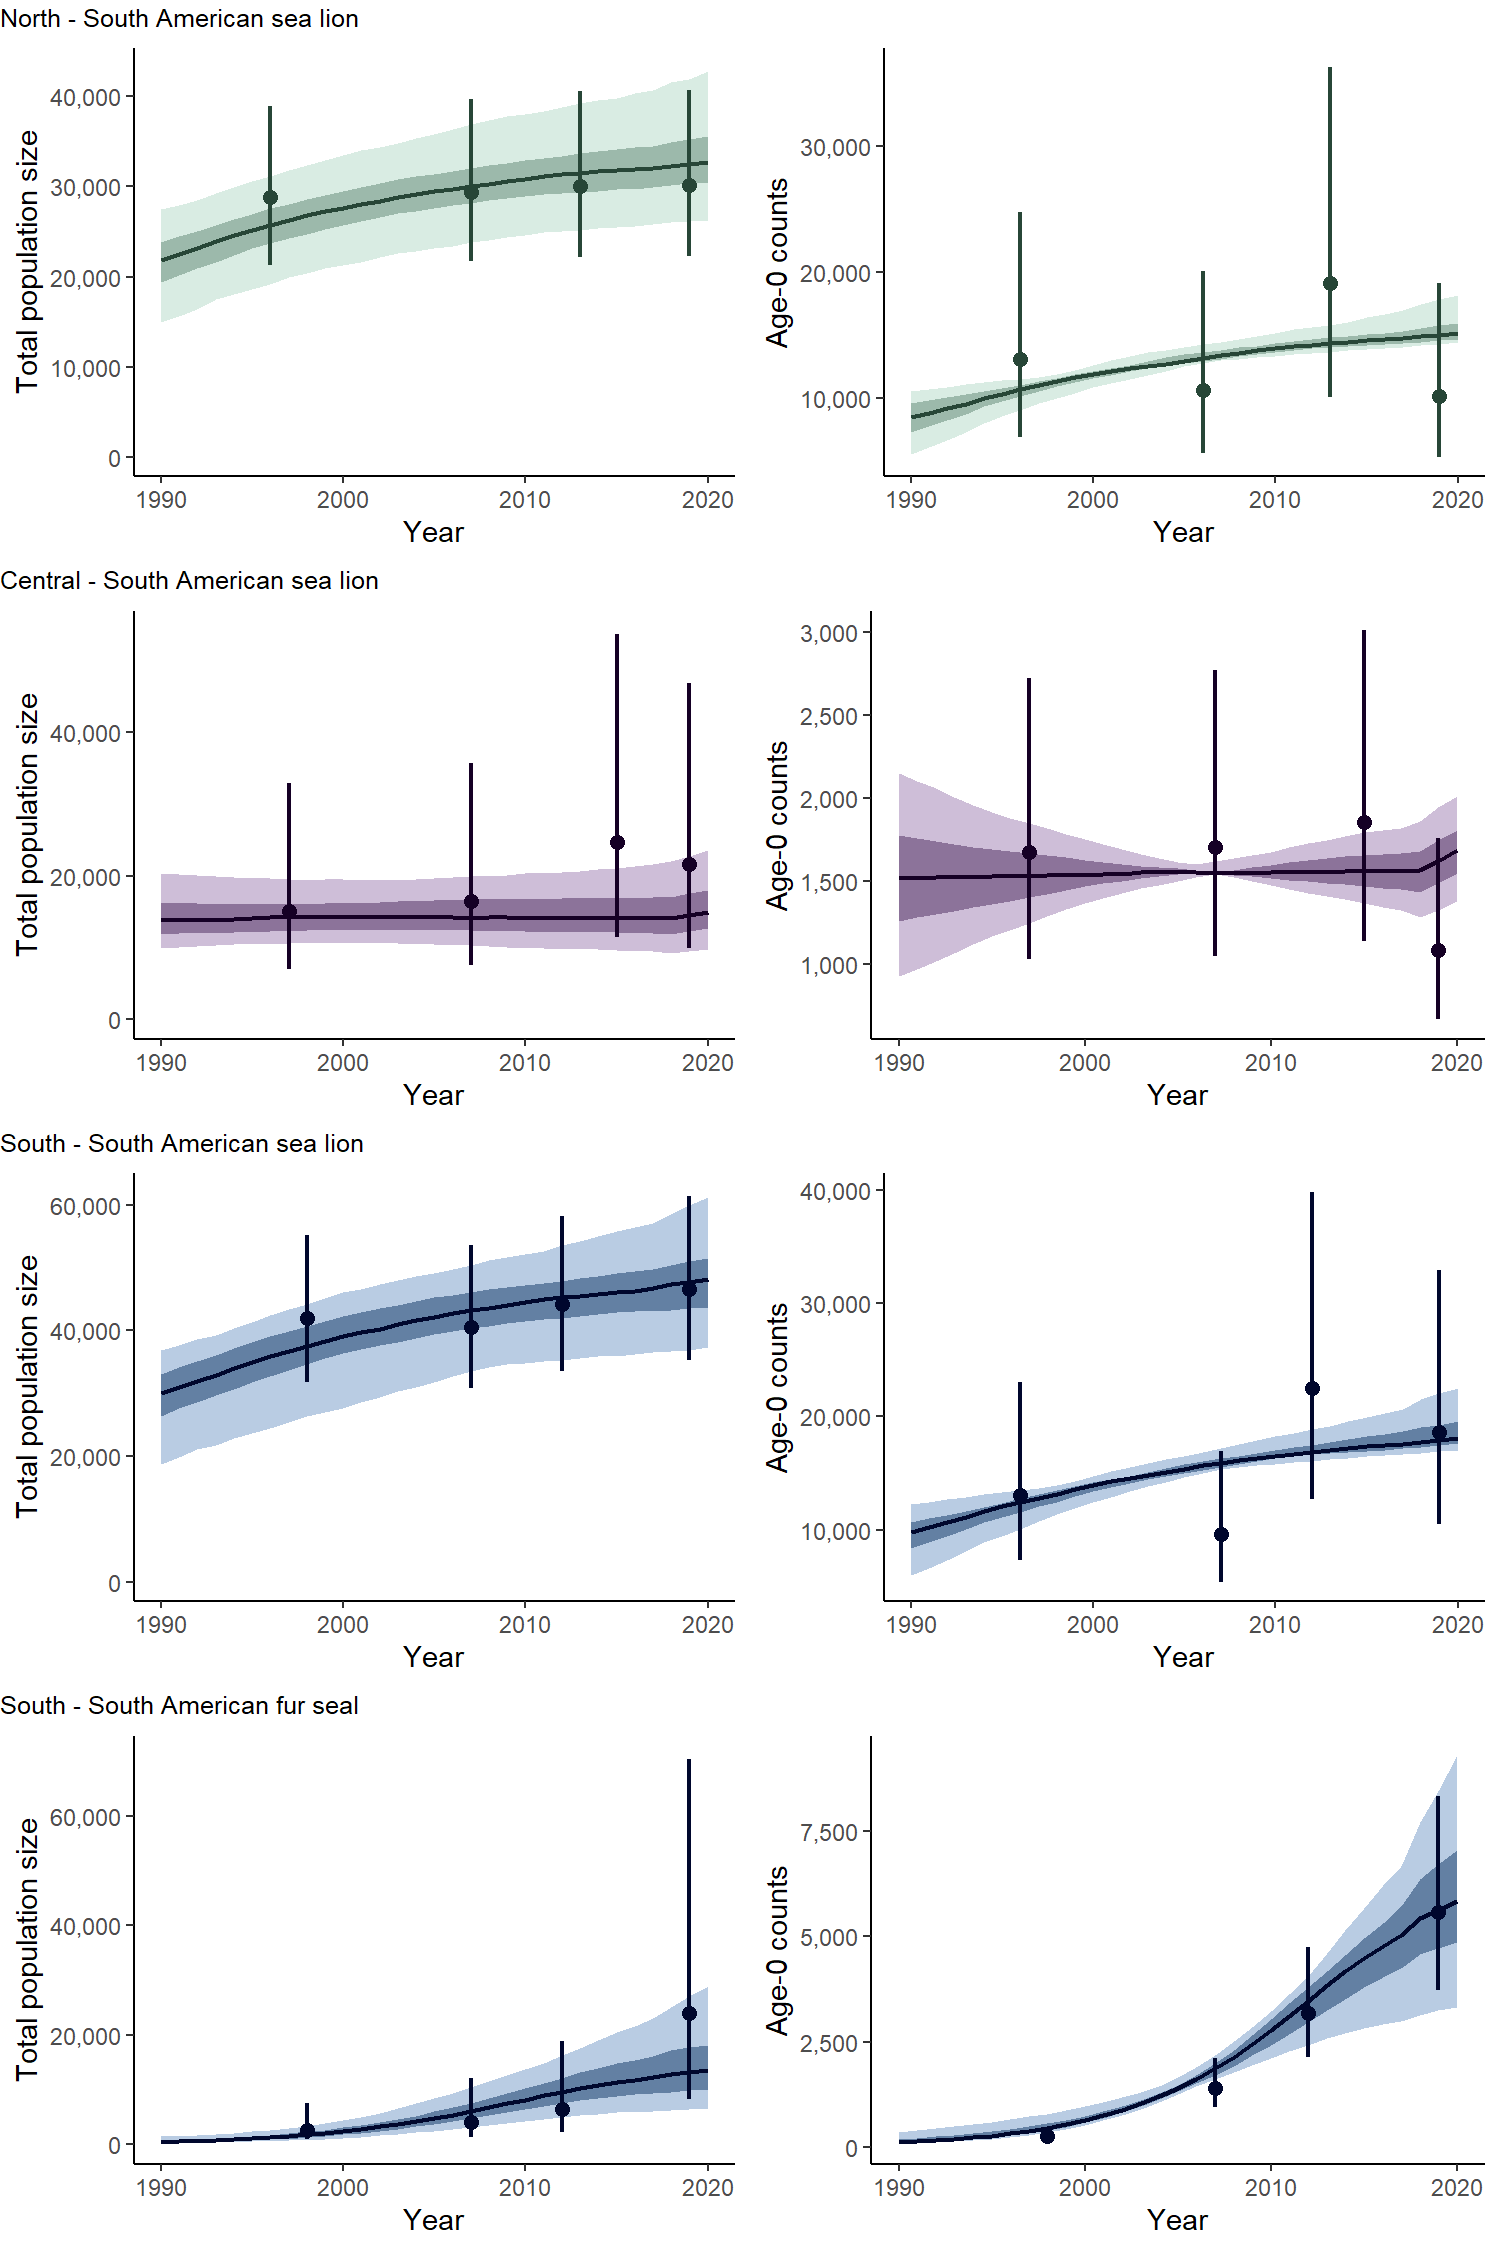 North - South American sea lion
Total population size
40,000
30,000
20,000
10,000
0
1990 2000 2010 2020
Year
Age-0 counts
30,000
20,000
10,000
1990 2000 2010 2020
Year
Central - South American sea lion
Total population size
40,000
20,000
0
1990 2000 2010 2020
Year
Age-0 counts
3,000
2,500
2,000
1,500
1,000
1990 2000 2010 2020
Year
South - South American sea lion
Total population size
60,000
40,000
20,000
0
1990 2000 2010 2020
Year
Age-0 counts
40,000
30,000
20,000
10,000
1990 2000 2010 2020
Year
South - South American fur seal
Total population size
60,000
40,000
20,000
0
1990 2000 2010 2020
Year
Age-0 counts
7,500
5,000
2,500
0
1990 2000 2010 2020
Year